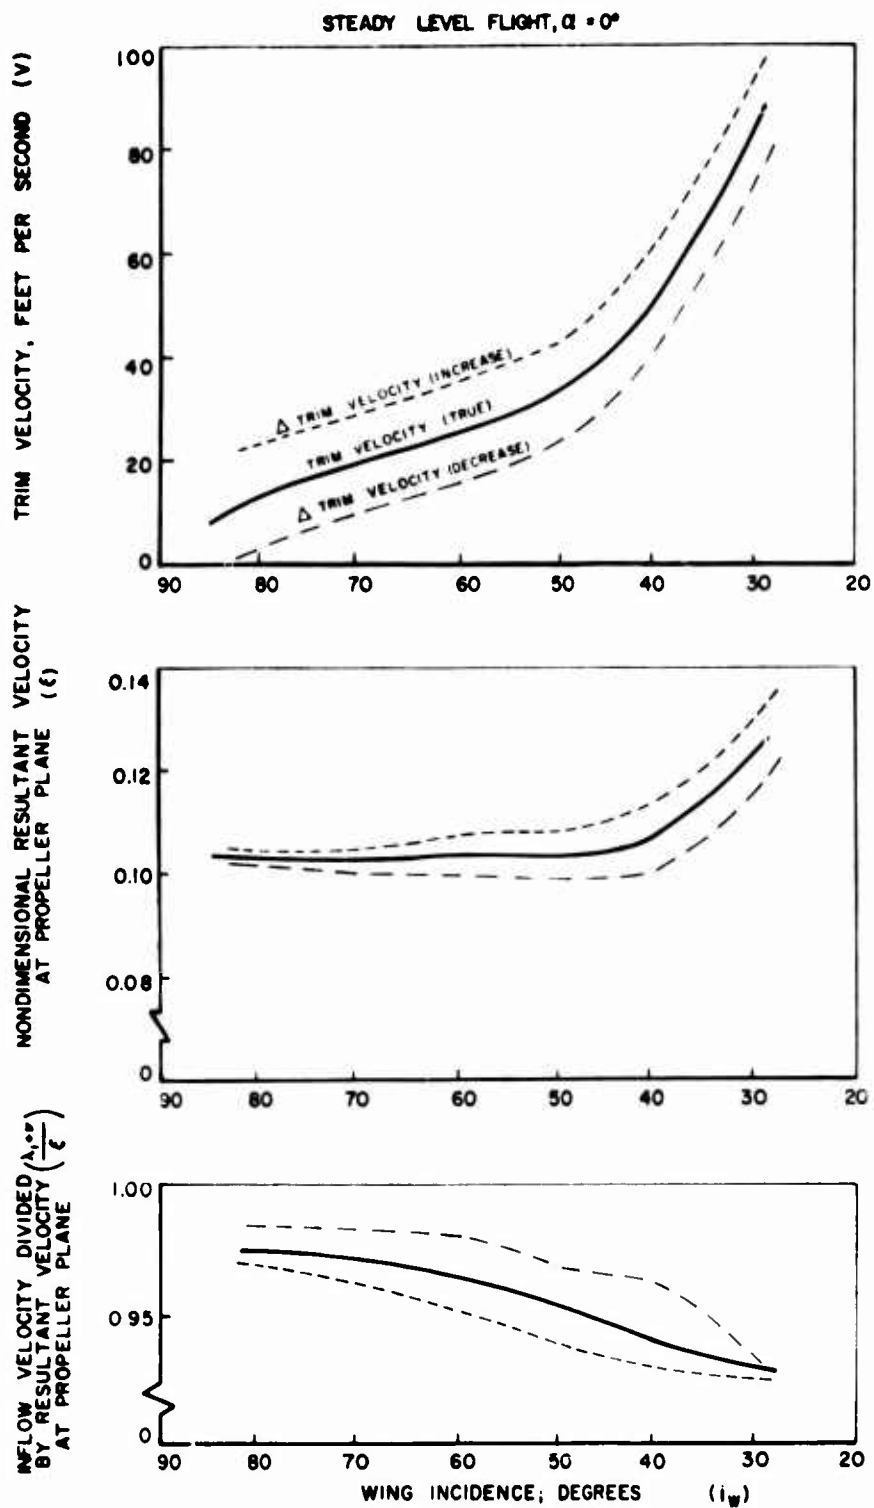 STEADY LEVEL FLIGHT, α = 0°
TRIM VELOCITY, FEET PER SECOND (V)
100
80
60
40
20
0
Δ TRIM VELOCITY (INCREASE)
TRIM VELOCITY (TRUE)
Δ TRIM VELOCITY (DECREASE)
90 80 70 60 50 40 30 20
NONDIMENSIONAL RESULTANT VELOCITY
AT PROPELLER PLANE (ξ)
0.14
0.12
0.10
0.08
0
90 80 70 60 50 40 30 20
INFLOW VELOCITY DIVIDED
BY RESULTANT VELOCITY
AT PROPELLER PLANE
1.00
0.95
0
90 80 70 60 50 40 30 20
WING INCIDENCE; DEGREES (i_w)